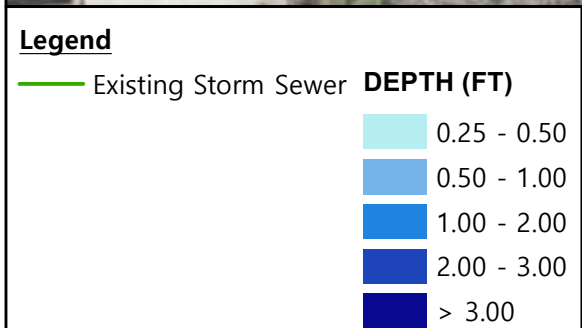 Legend
Existing Storm Sewer
DEPTH (FT)
0.25 - 0.50
0.50 - 1.00
1.00 - 2.00
2.00 - 3.00
> 3.00